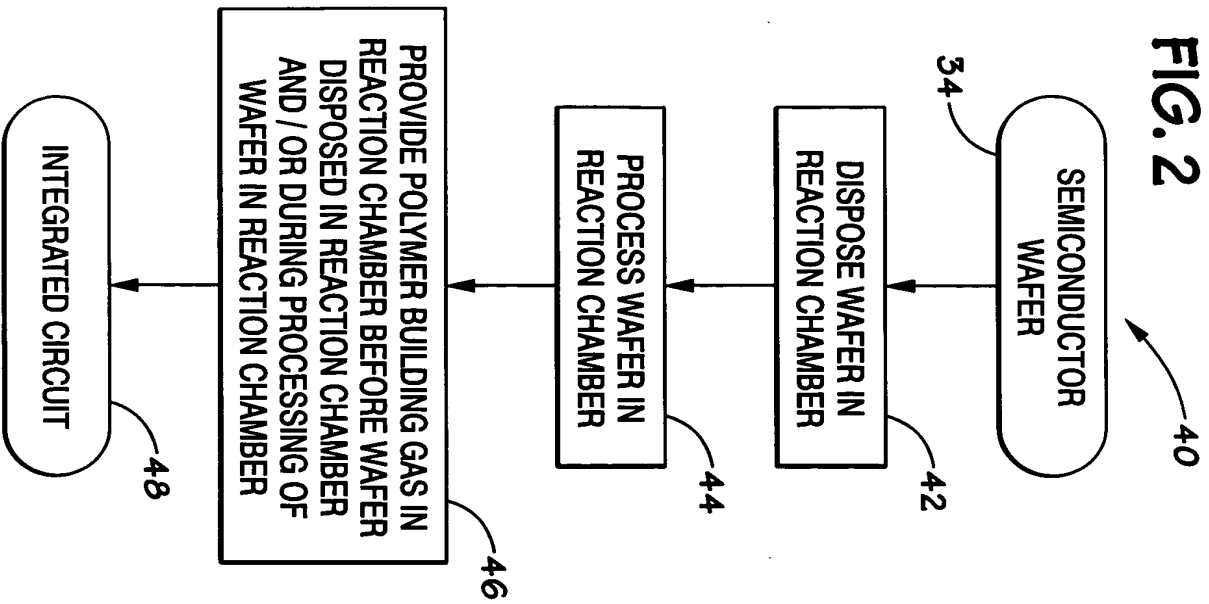 FIG. 2
40
34
SEMICONDUCTOR
WAFER
42
DISPOSE WAFER IN
REACTION CHAMBER
44
PROCESS WAFER IN
REACTION CHAMBER
46
PROVIDE POLYMER BUILDING GAS IN
REACTION CHAMBER BEFORE WAFER
DISPOSED IN REACTION CHAMBER
AND / OR DURING PROCESSING OF
WAFER IN REACTION CHAMBER
48
INTEGRATED CIRCUIT